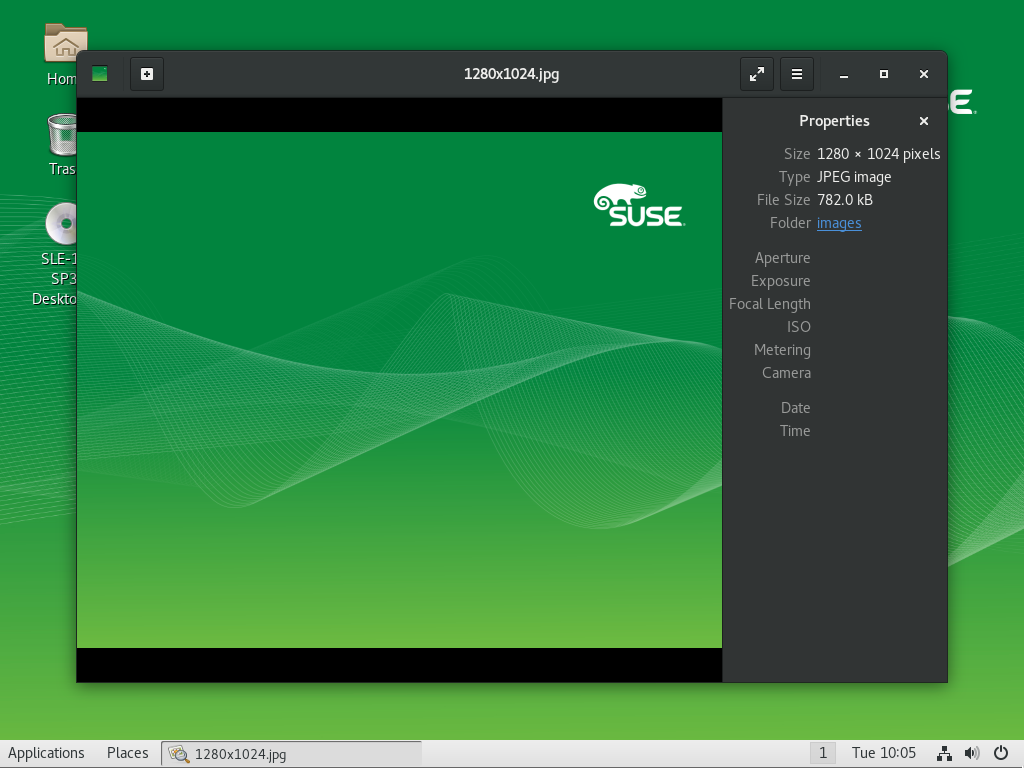 Hom
Tras
SLE-1
SP3
Deskto
1280x1024.jpg
SUSE
Properties
Size 1280 × 1024 pixels
Type JPEG image
File Size 782.0 kB
Folder images
Aperture
Exposure
Focal Length
ISO
Metering
Camera
Date
Time
E
Applications Places 1280x1024.jpg 1 Tue 10:05